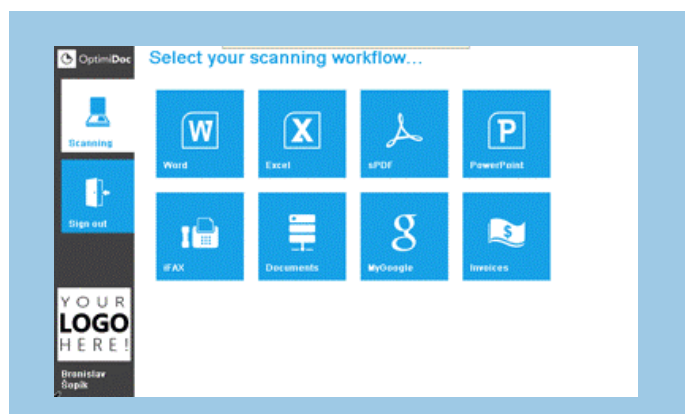 OptimiDoc
Select your scanning workflow...
Scanning
Sign out
W
Word
X
Excel
sPDF
P
PowerPoint
iFAX
Documents
g
MyGoogle
$
Invoices
YOUR
LOGO
HERE!
Bronislav
Šopík